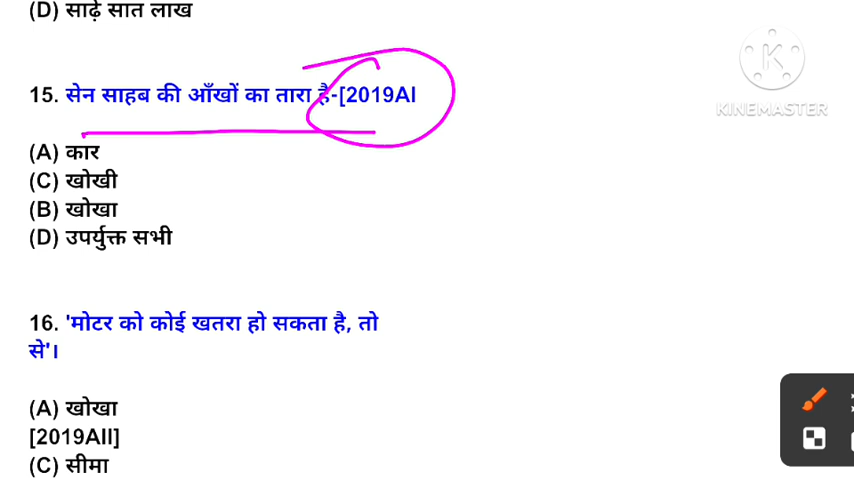 (D) साढ़े सात लाख
15. सेन साहब की आँखों का तारा है-[2019AI
(A) कार
(C) खोखी
(B) खोखा
(D) उपर्युक्त सभी
16. 'मोटर को कोई खतरा हो सकता है, तो
से'।
(A) खोखा
[2019AII]
(C) सीमा
K
KINEMASTER